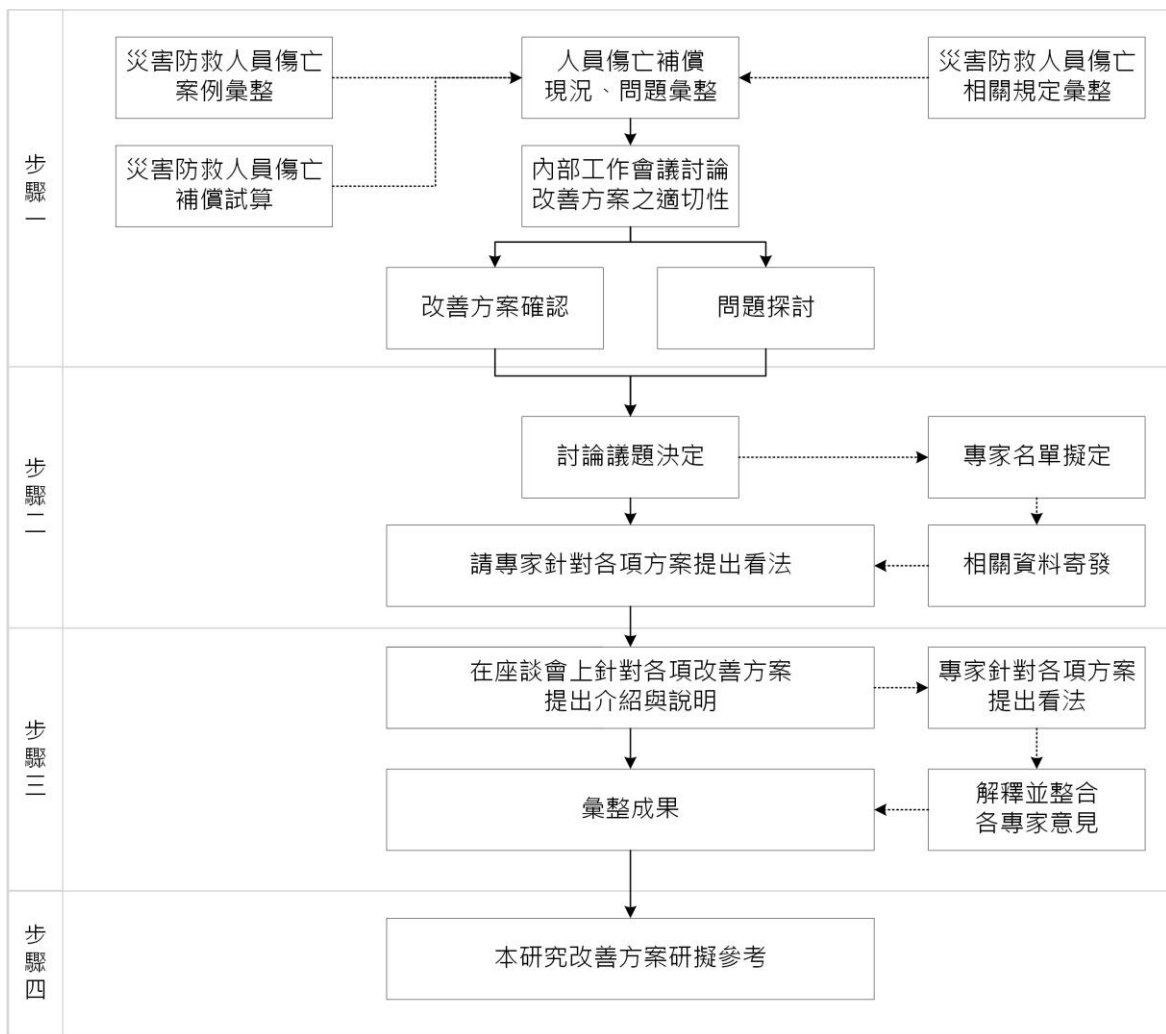 步驟一
災害防救人員傷亡
案例彙整
人員傷亡補償
現況、問題彙整
災害防救人員傷亡
相關規定彙整
災害防救人員傷亡
補償試算
內部工作會議討論
改善方案之適切性
改善方案確認
問題探討
步驟二
討論議題決定
專家名單擬定
請專家針對各項方案提出看法
相關資料寄發
步驟三
在座談會上針對各項改善方案
提出介紹與說明
專家針對各項方案
提出看法
彙整成果
解釋並整合
各專家意見
步驟四
本研究改善方案研擬參考